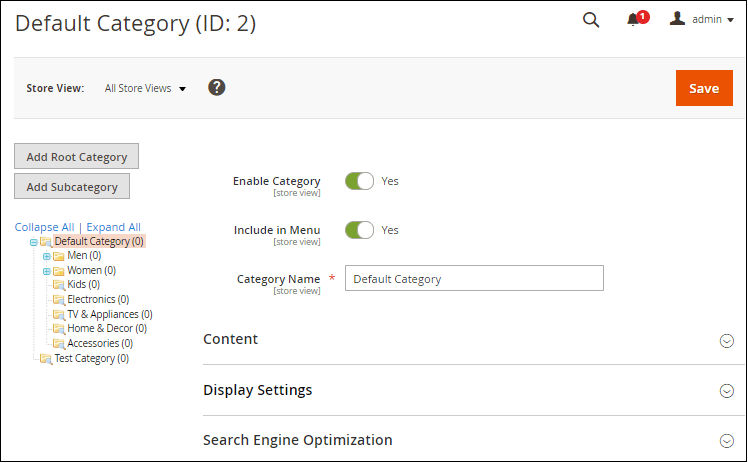 Default Category (ID: 2)
1
admin
Store View: All Store Views
?
Save
Add Root Category
Add Subcategory
Collapse All | Expand All
Default Category (0)
Men (0)
Women (0)
Kids (0)
Electronics (0)
TV & Appliances (0)
Home & Decor (0)
Accessories (0)
Test Category (0)
Enable Category Yes
[store view]
Include in Menu Yes
[store view]
Category Name * Default Category
[store view]
Content
Display Settings
Search Engine Optimization